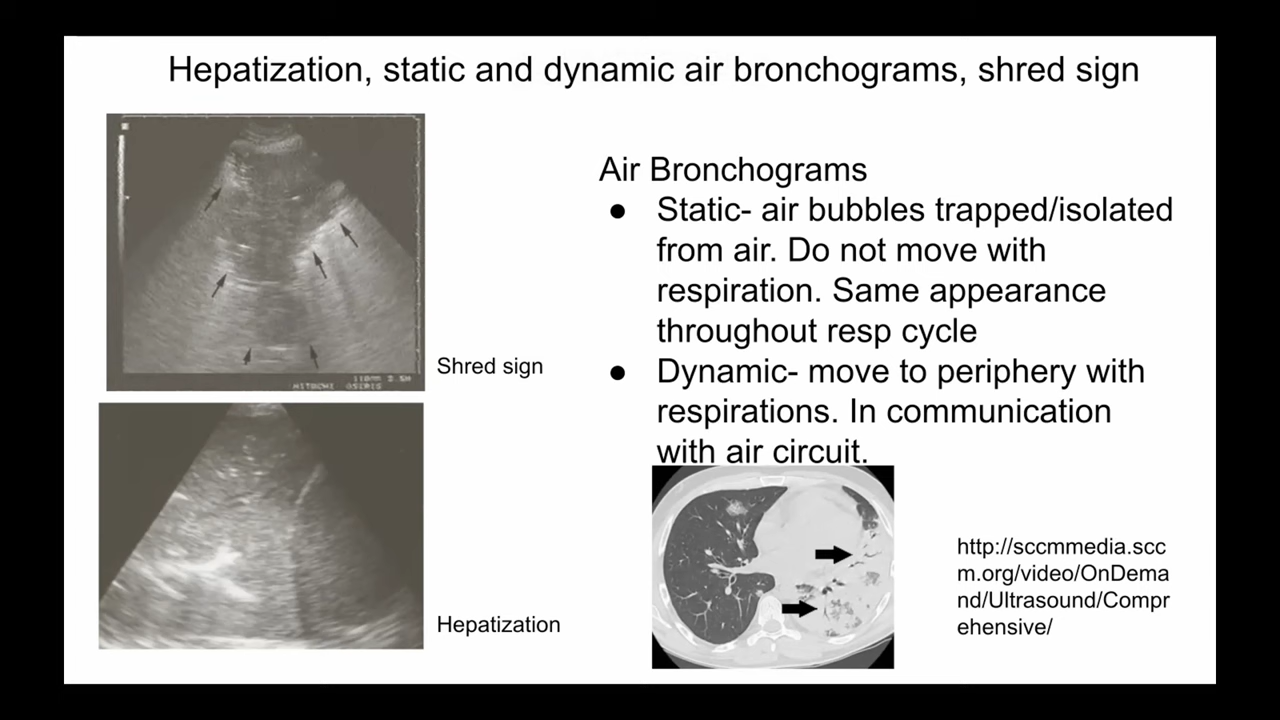 Hepatization, static and dynamic air bronchograms, shred sign
Air Bronchograms
● Static- air bubbles trapped/isolated
from air. Do not move with
respiration. Same appearance
throughout resp cycle
● Dynamic- move to periphery with
respirations. In communication
with air circuit.
Shred sign
Hepatization
http://sccmmedia.scc
m.org/video/OnDema
nd/Ultrasound/Compr
ehensive/